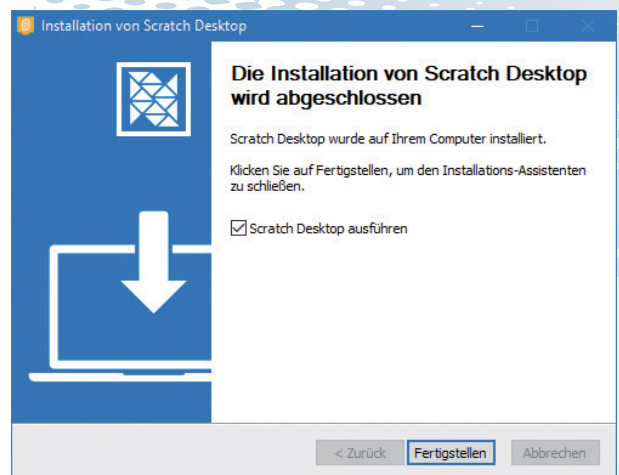 Installation von Scratch Desktop
Die Installation von Scratch Desktop
wird abgeschlossen
Scratch Desktop wurde auf Ihrem Computer installiert.
Klicken Sie auf Fertigstellen, um den Installations-Assistenten
zu schließen.
Scratch Desktop ausführen
< Zurück Fertigstellen Abbrechen